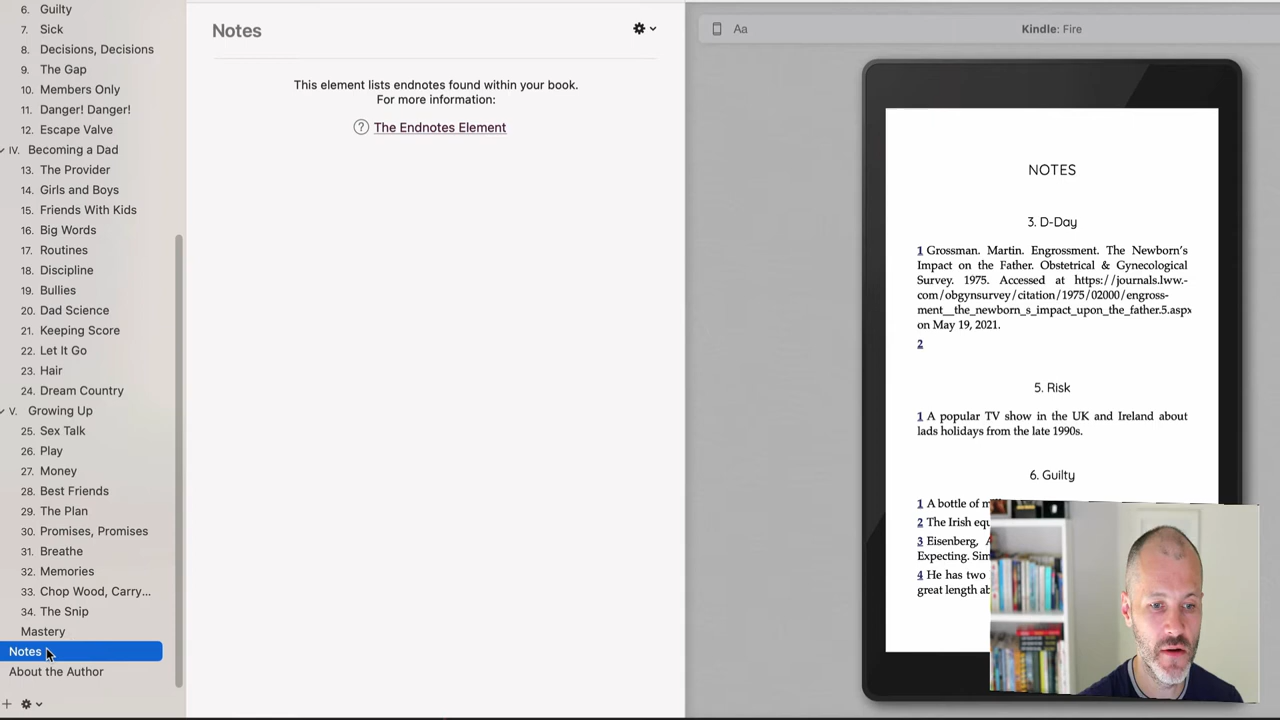 6. Guilty
7. Sick
8. Decisions, Decisions
9. The Gap
10. Members Only
11. Danger! Danger!
12. Escape Valve
IV. Becoming a Dad
13. The Provider
14. Girls and Boys
15. Friends With Kids
16. Big Words
17. Routines
18. Discipline
19. Bullies
20. Dad Science
21. Keeping Score
22. Let It Go
23. Hair
24. Dream Country
V. Growing Up
25. Sex Talk
26. Play
27. Money
28. Best Friends
29. The Plan
30. Promises, Promises
31. Breathe
32. Memories
33. Chop Wood, Carry...
34. The Snip
Mastery
Notes
About the Author
Notes
This element lists endnotes found within your book.
For more information:
? The Endnotes Element
Aa
Kindle: Fire
NOTES
3. D-Day
1 Grossman. Martin. Engrossment. The Newborn's
Impact on the Father. Obstetrical & Gynecological
Survey. 1975. Accessed at https://journals.lww.-
com/obgynsurvey/citation/1975/02000/engross-
ment__the_newborn_s_impact_upon_the_father.5.aspx
on May 19, 2021.
2
5. Risk
1 A popular TV show in the UK and Ireland about
lads holidays from the late 1990s.
6. Guilty
1 A bottle of
2 The Irish
3 Eisenberg,
Expecting.
4 He has two
great length